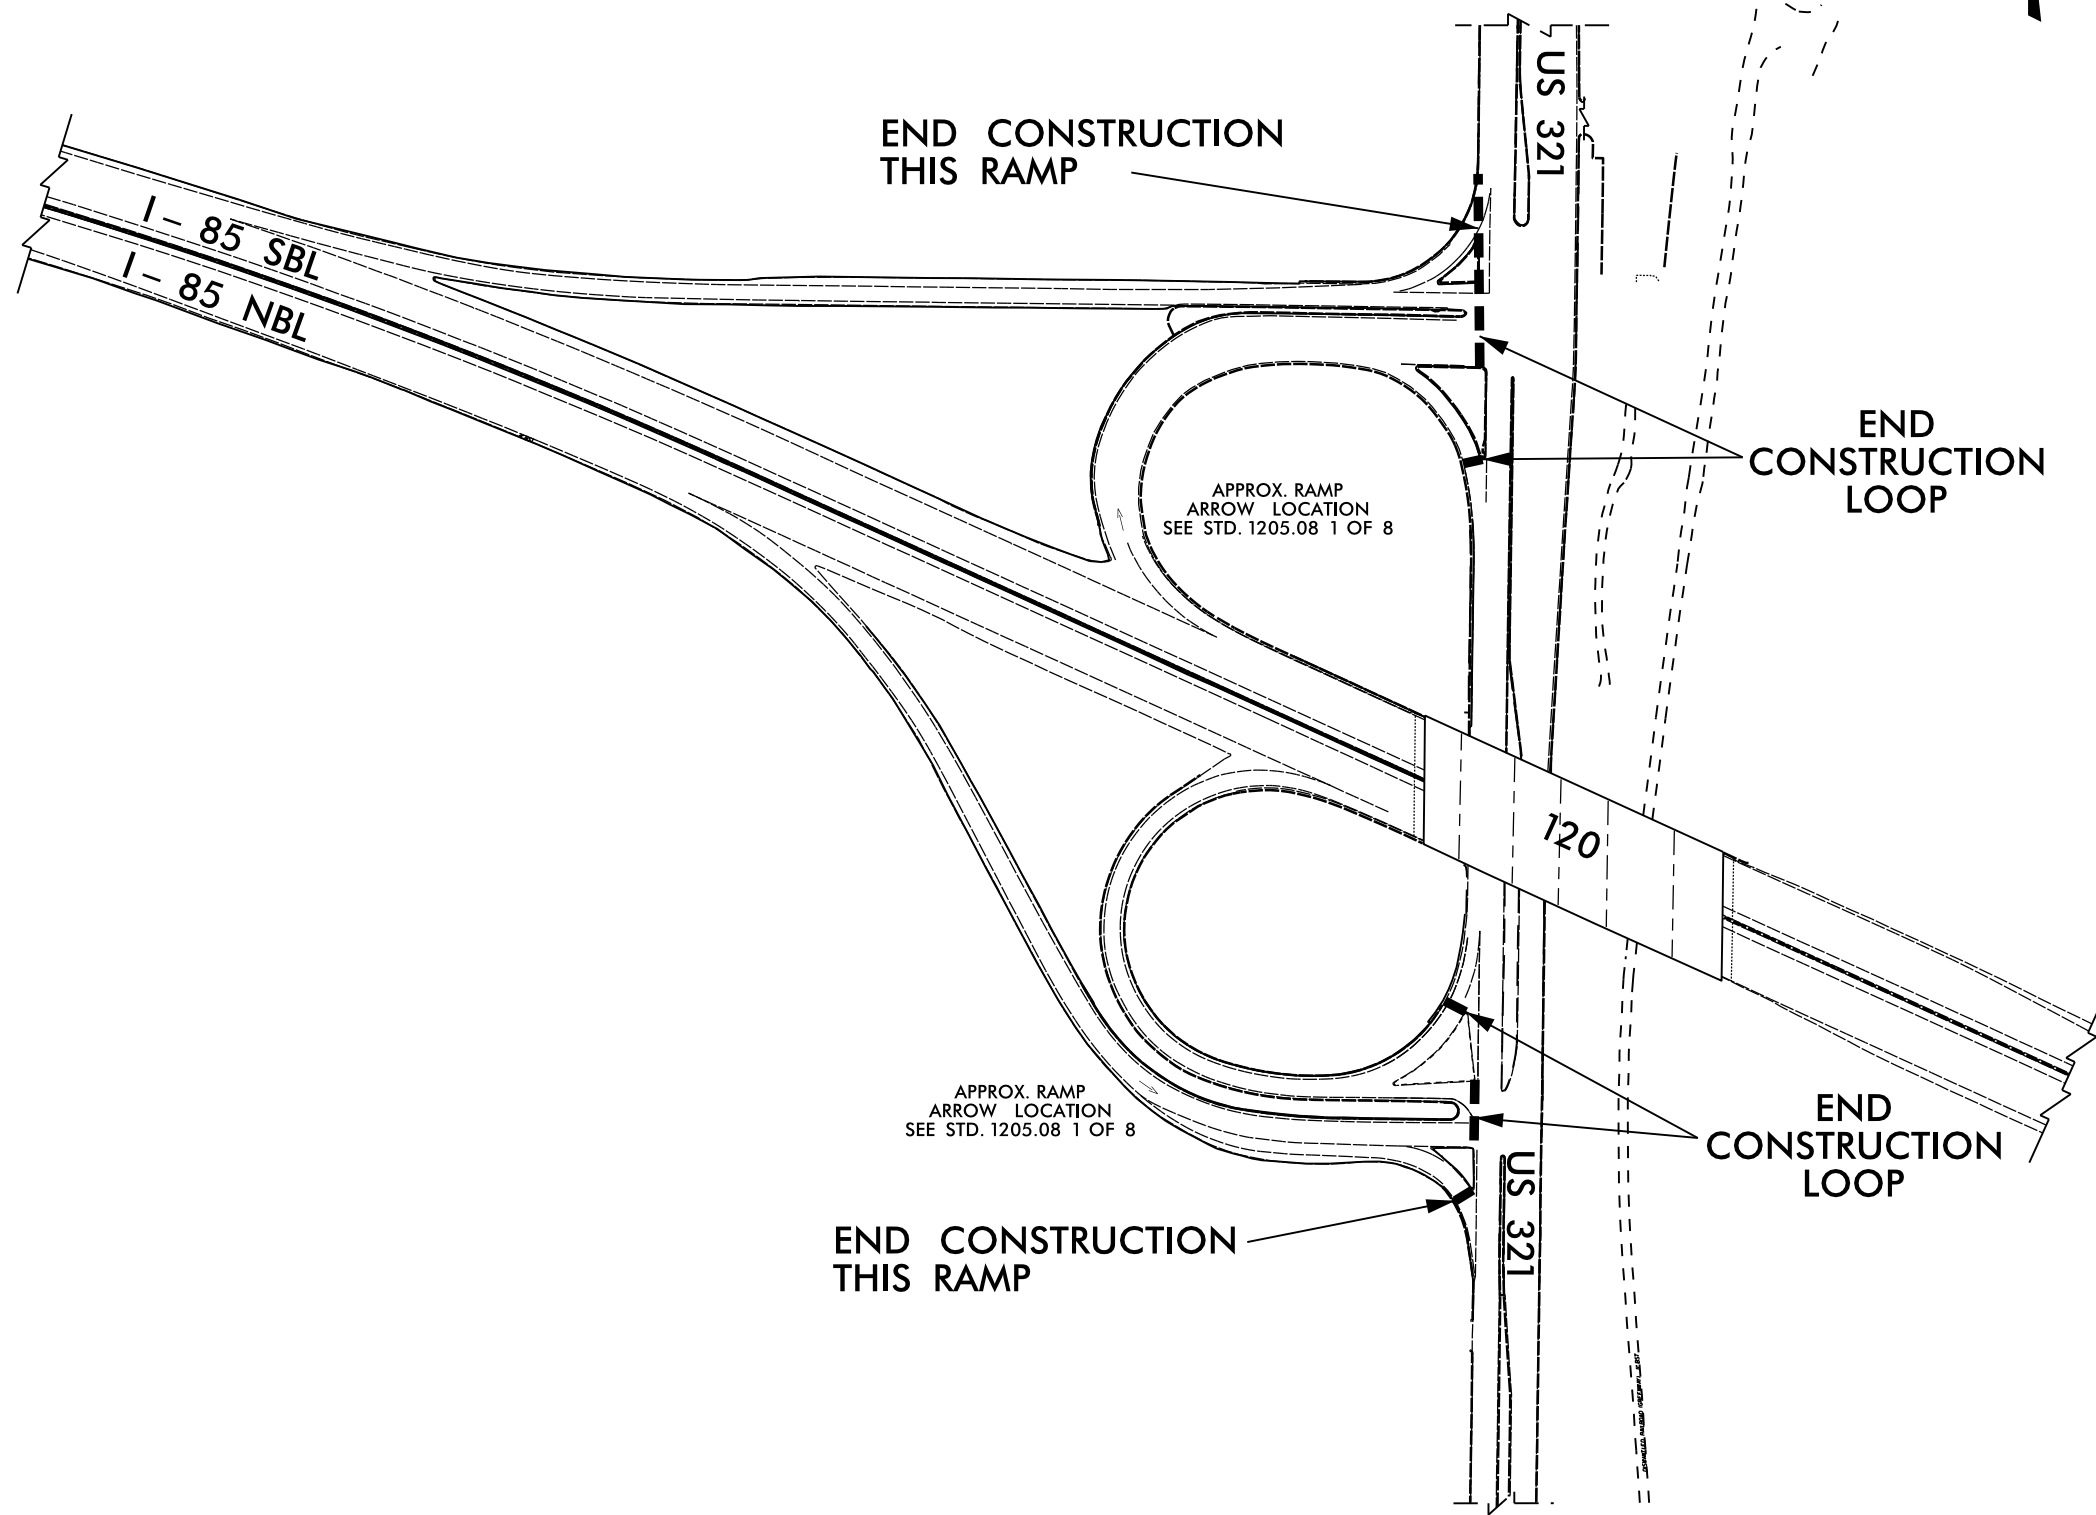 US 321
END CONSTRUCTION
THIS RAMP
I - 85 SBL
I - 85 NBL
END
CONSTRUCTION
LOOP
APPROX. RAMP
ARROW LOCATION
SEE STD. 1205.08 1 OF 8
120
APPROX. RAMP
ARROW LOCATION
SEE STD. 1205.08 1 OF 8
END
CONSTRUCTION
LOOP
US 321
END CONSTRUCTION
THIS RAMP